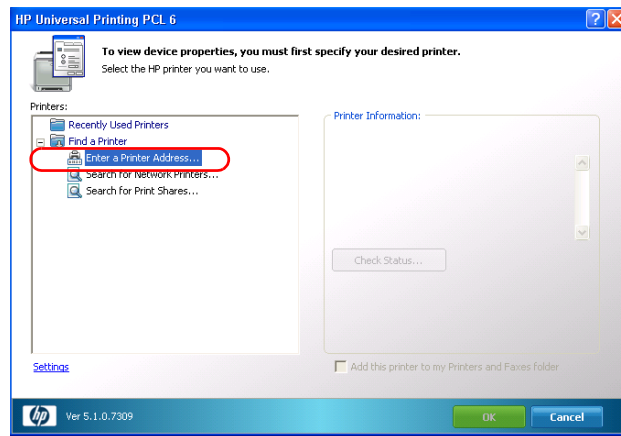 HP Universal Printing PCL 6
To view device properties, you must first specify your desired printer.
Select the HP printer you want to use.
Printers:
Recently Used Printers
Find a Printer
Enter a Printer Address...
Search for Network Printers...
Search for Print Shares...
Printer Information:
Check Status...
Settings
Add this printer to my Printers and Faxes folder
hp
Ver 5.1.0.7309
OK
Cancel